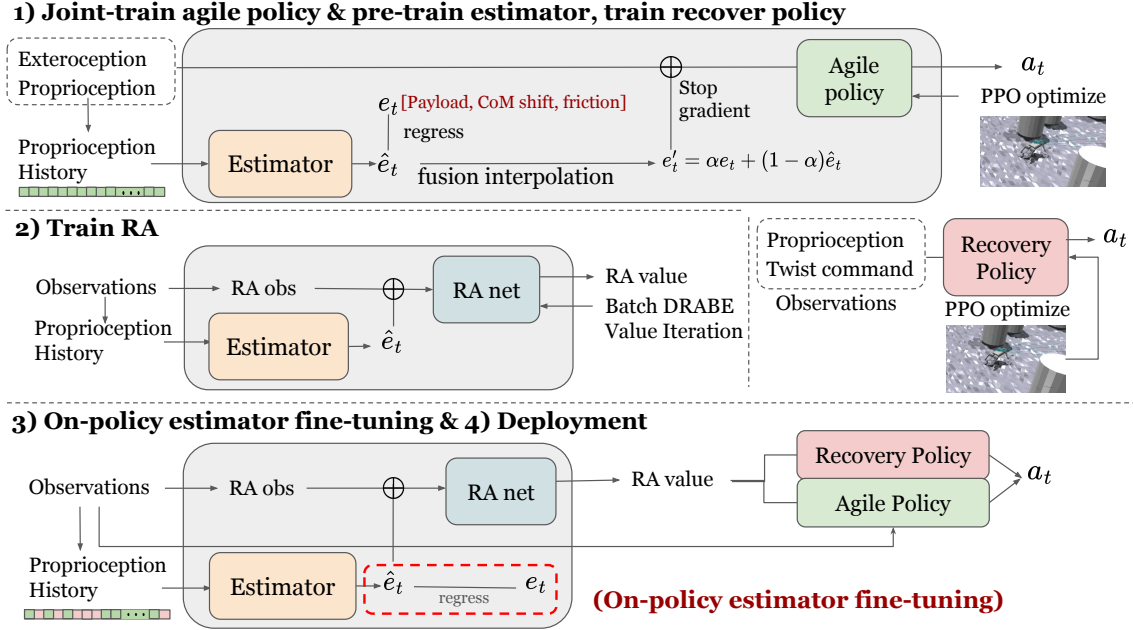 1) Joint-train agile policy & pre-train estimator, train recover policy
Exteroception
Proprioception
Proprioception
History
Estimator
e_t [Payload, CoM shift, friction]
regress
ê_t
fusion interpolation
e'_t = αe_t + (1 − α)ê_t
Stop
gradient
Agile
policy
a_t
PPO optimize
2) Train RA
Observations
RA obs
Proprioception
History
Estimator
ê_t
RA net
RA value
Batch DRABE
Value Iteration
Proprioception
Twist command
Observations
Recovery
Policy
a_t
PPO optimize
3) On-policy estimator fine-tuning & 4) Deployment
Observations
RA obs
RA net
RA value
Recovery Policy
Agile Policy
a_t
Proprioception
History
Estimator
ê_t
regress
e_t
(On-policy estimator fine-tuning)